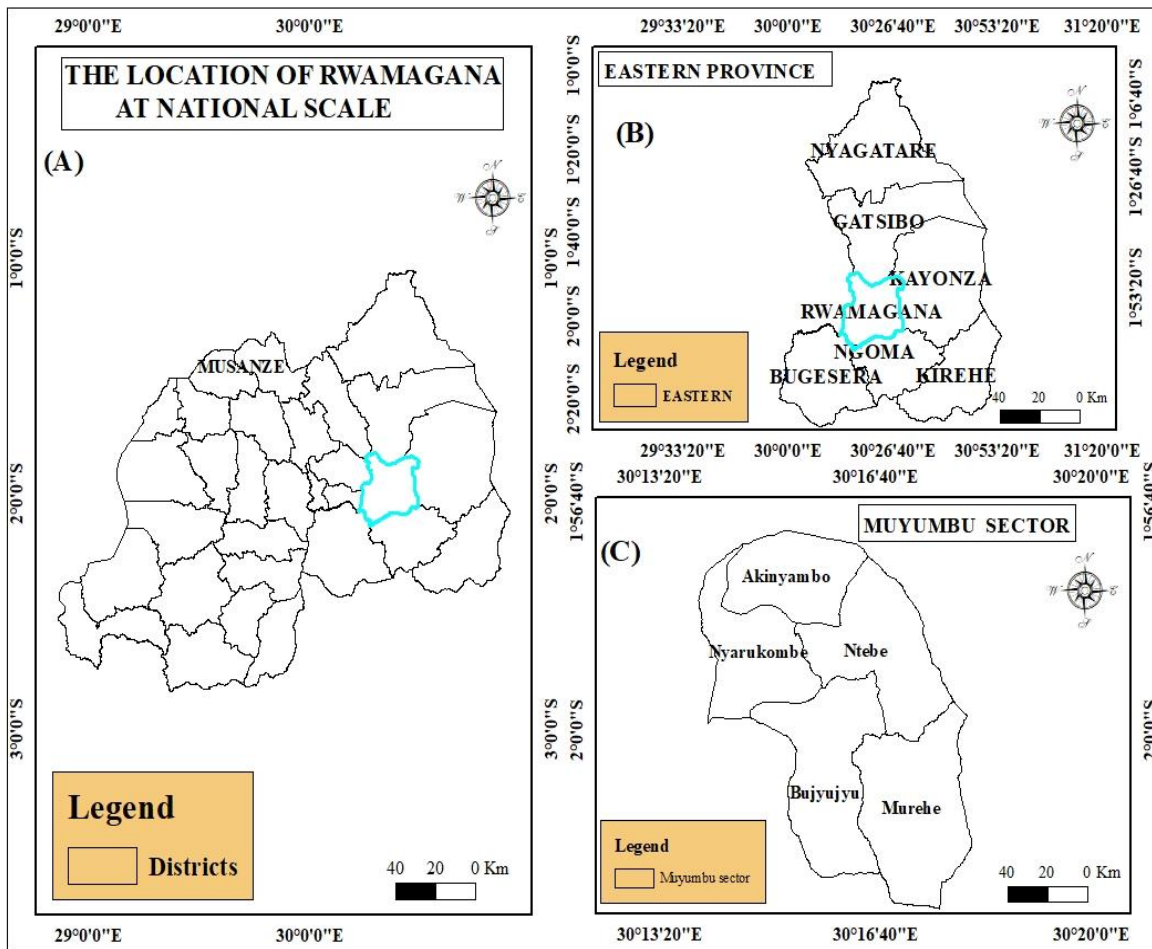 29°0'0"E 30°0'0"E
THE LOCATION OF RWAMAGANA
AT NATIONAL SCALE
(A)
N
W
E
S
1°0'0"S
2°0'0"S
3°0'0"S
1°0'0"S
2°0'0"S
3°0'0"S
MUSANZE
Legend
Districts
40 20 0 Km
29°0'0"E 30°0'0"E
29°33'20"E 30°0'0"E 30°26'40"E 30°53'20"E 31°20'0"E
EASTERN PROVINCE
(B)
N
W
E
S
1°0'0"S
1°20'0"S
1°40'0"S
2°0'0"S
2°20'0"S
1°6'40"S
1°26'40"S
1°53'20"S
NYAGATARE
GATSIBO
KAYONZA
RWAMAGANA
NGOMA
BUGESERA KIREHE
Legend
EASTERN
40 20 0 Km
29°33'20"E 30°0'0"E 30°26'40"E 30°53'20"E 31°20'0"E
30°13'20"E 30°16'40"E 30°20'0"E
MUYUMBU SECTOR
(C)
N
W
E
S
1°56'40"S
2°0'0"S
1°56'40"S
2°0'0"S
Akinyambo
Nyarukombe Ntebe
Bujyujyu Murehe
Legend
Muyumbu sector
40 20 0 Km
30°13'20"E 30°16'40"E 30°20'0"E